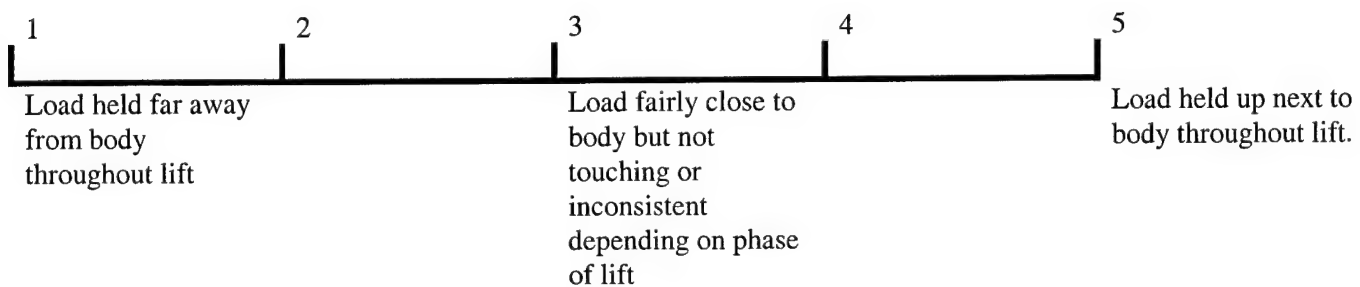 1 2 3 4 5
Load held far away
from body
throughout lift
Load fairly close to
body but not
touching or
inconsistent
depending on phase
of lift
Load held up next to
body throughout lift.